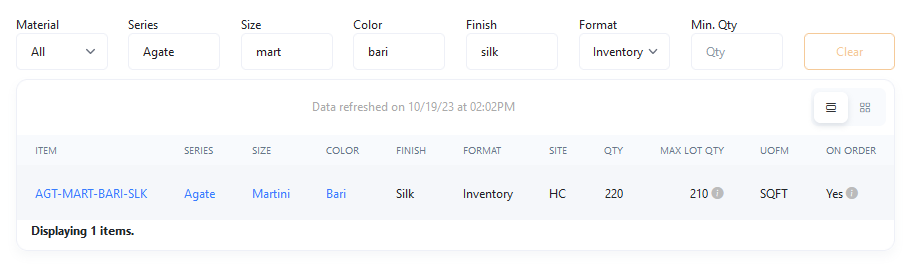 Material Series Size Color Finish Format Min. Qty
All Agate mart bari silk Inventory Qty Clear
Data refreshed on 10/19/23 at 02:02PM
ITEM SERIES SIZE COLOR FINISH FORMAT SITE QTY MAX LOT QTY UOFM ON ORDER
AGT-MART-BARI-SLK Agate Martini Bari Silk Inventory HC 220 210 i SQFT Yes i
Displaying 1 items.